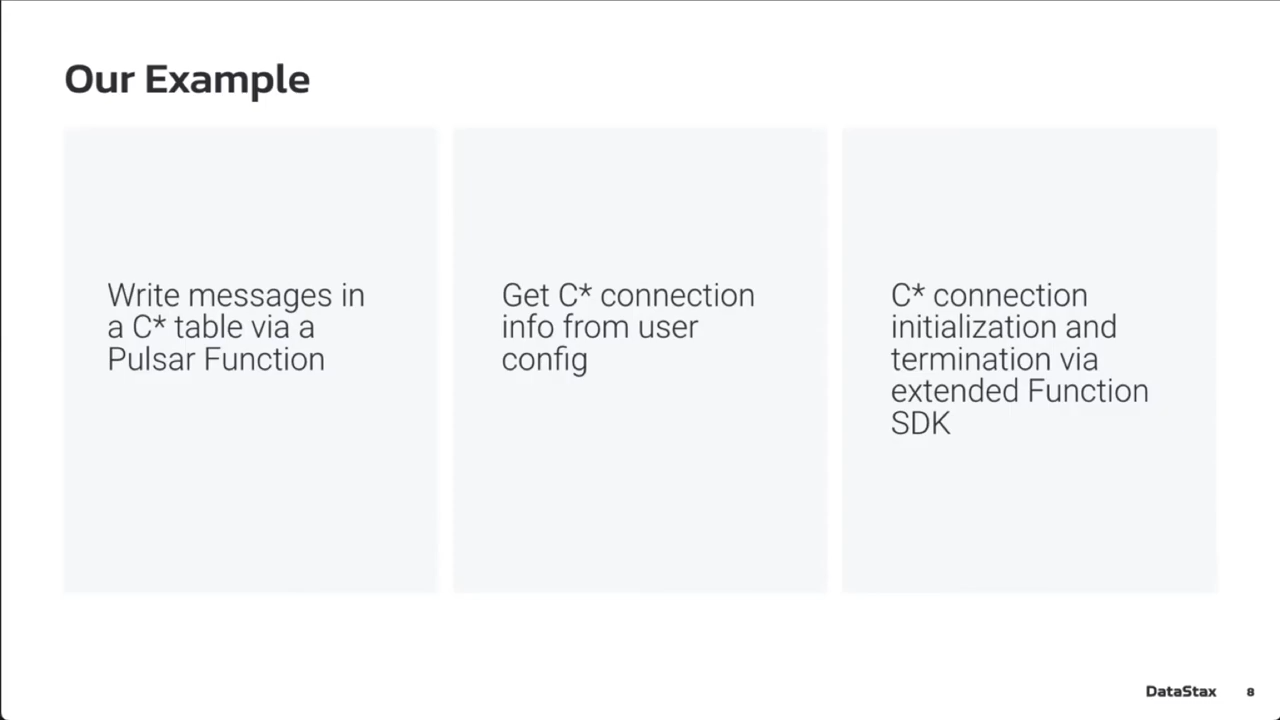 Our Example
Write messages in
a C* table via a
Pulsar Function
Get C* connection
info from user
config
C* connection
initialization and
termination via
extended Function
SDK
DataStax
8